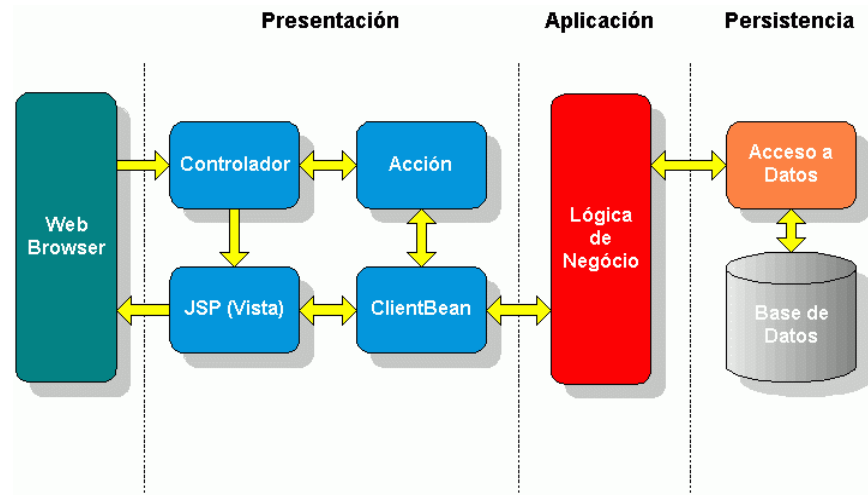 Presentación
Aplicación
Persistencia
Controlador
Acción
Acceso a
Datos
Web
Browser
Lógica
de
Negócio
JSP (Vista)
ClientBean
Base de
Datos